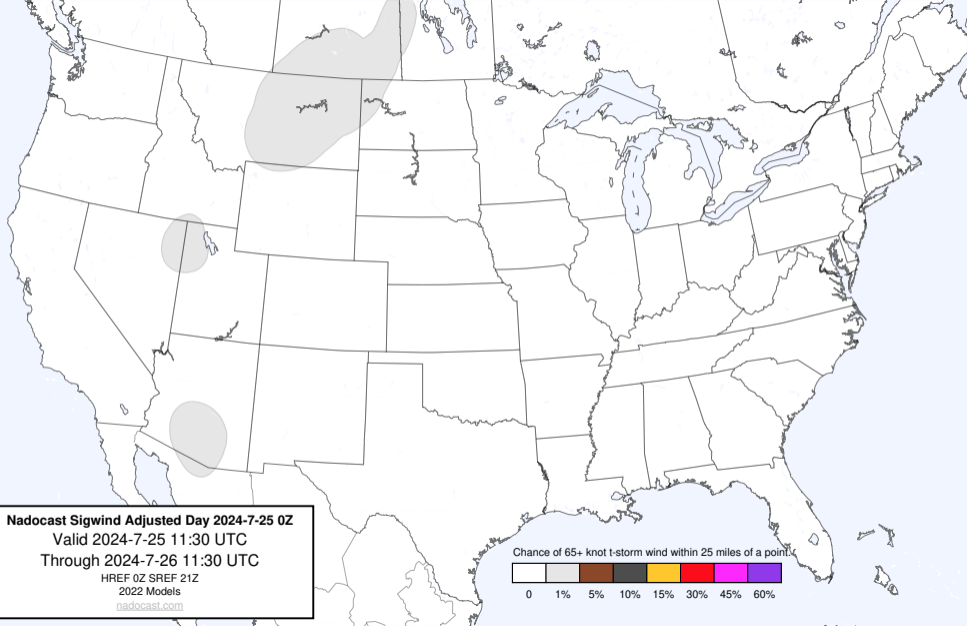 Nadocast Sigwind Adjusted Day 2024-7-25 0Z
Valid 2024-7-25 11:30 UTC
Through 2024-7-26 11:30 UTC
HREF 0Z SREF 21Z
2022 Models
nadocast.com
Chance of 65+ knot t-storm wind within 25 miles of a point.
0 1% 5% 10% 15% 30% 45% 60%